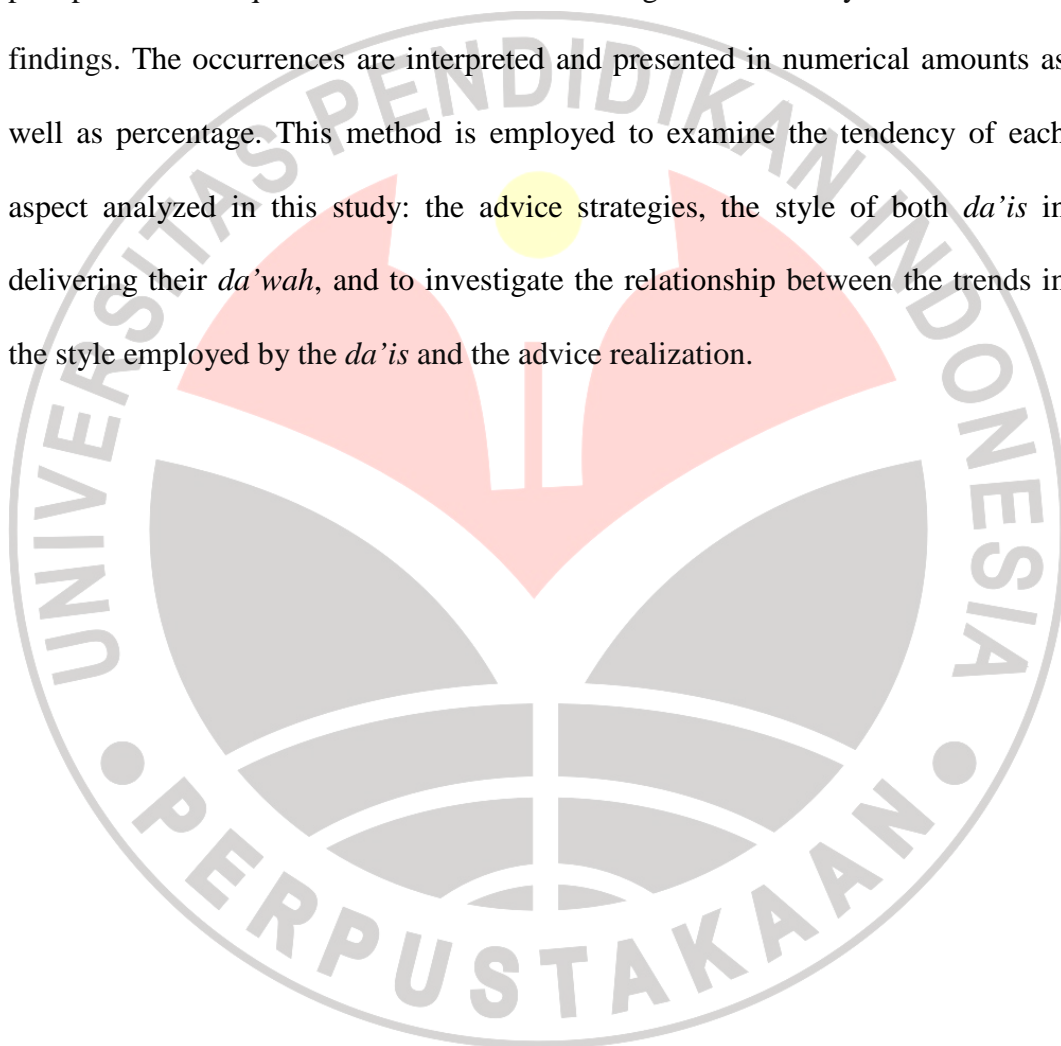 findings. The occurrences are interpreted and presented in numerical amounts as
well as percentage. This method is employed to examine the tendency of each
aspect analyzed in this study: the advice strategies, the style of both da’is in
delivering their da’wah, and to investigate the relationship between the trends in
the style employed by the da’is and the advice realization.
UNIVERSITAS PENDIDIKAN INDONESIA
PERPUSTAKAAN